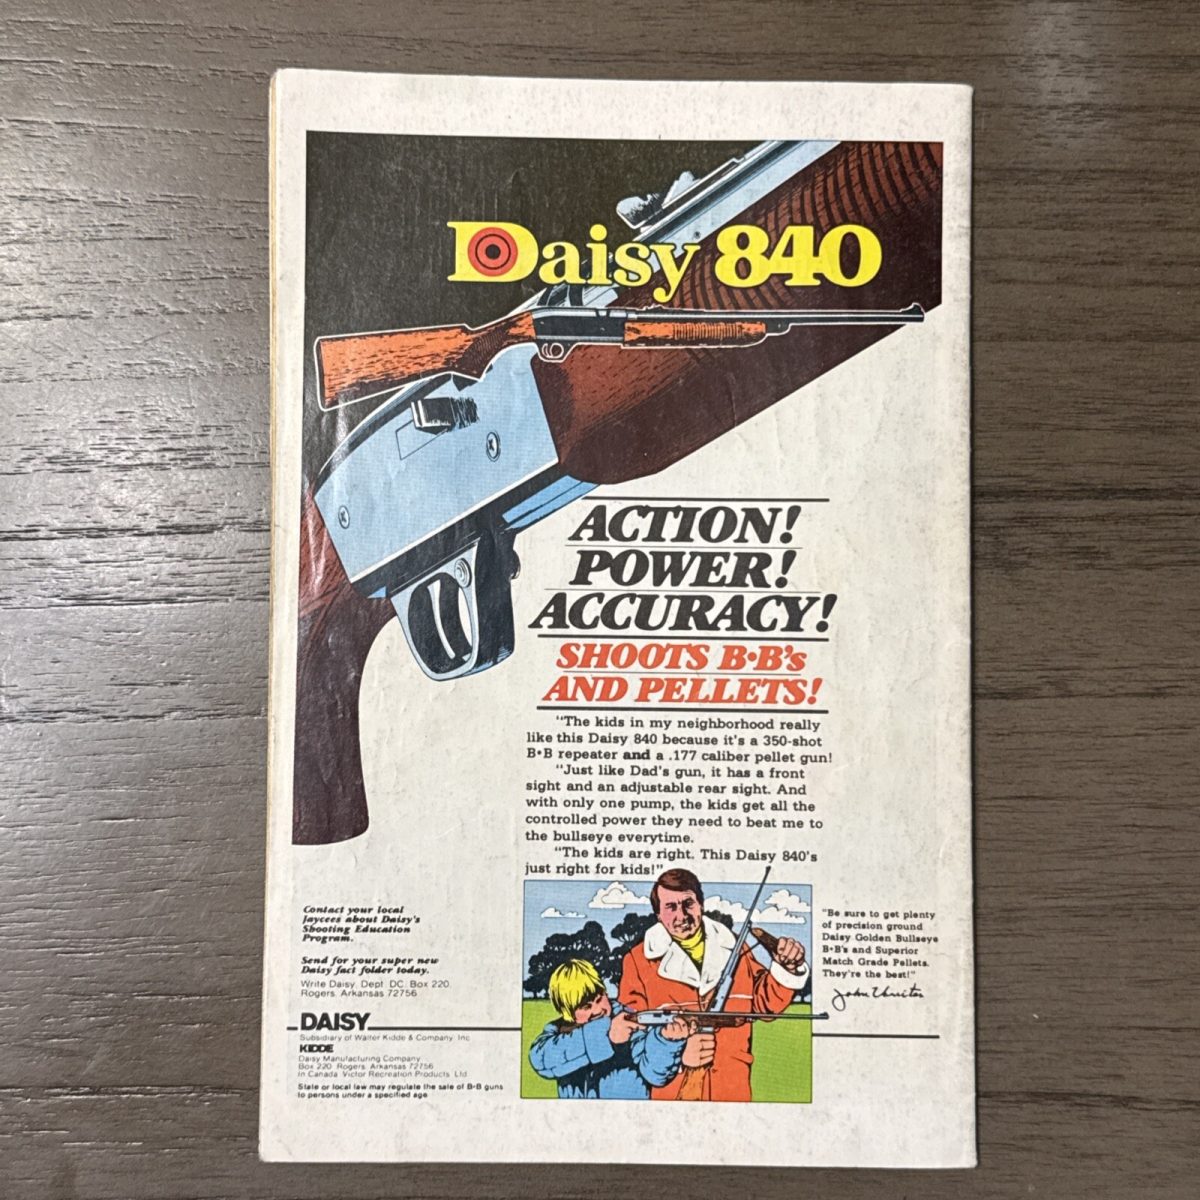 Daisy 840
ACTION!
POWER!
ACCURACY!
SHOOTS B•B's
AND PELLETS!
"The kids in my neighborhood really
like this Daisy 840 because it's a 350-shot
B•B repeater and a .177 caliber pellet gun!
"Just like Dad's gun, it has a front
sight and an adjustable rear sight. And
with only one pump, the kids get all the
controlled power they need to beat me to
the bullseye everytime.
"The kids are right. This Daisy 840's
just right for kids!"
Contact your local
Jaycees about Daisy's
Shooting Education
Program.
Send for your super new
Daisy fact folder today.
Write Daisy. Dept DC. Box 220.
Rogers. Arkansas 72756
"Be sure to get plenty
of precision ground
Daisy Golden Bullseye
B•B's and Superior
Match Grade Pellets.
They're the best!"
John
DAISY
Subsidiary of Walter Kidde & Company Inc
KIDDE
Daisy Manufacturing Company
Box 220 Rogers Arkansas 72756
In Canada Victor Recreation Products Ltd
State or local law may regulate the sale of B•B guns
to persons under a specified age